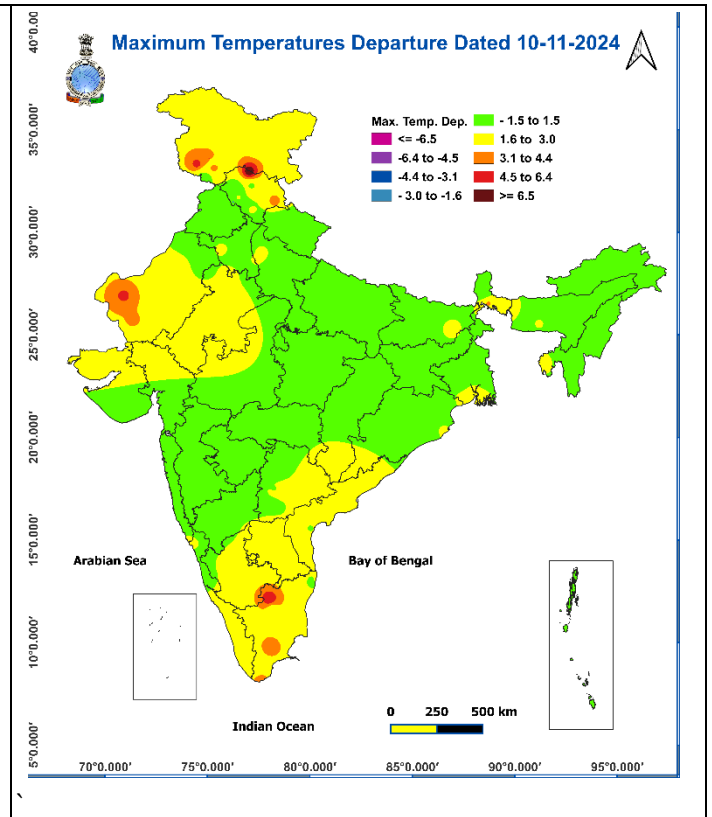 Maximum Temperatures Departure Dated 10-11-2024
Max. Temp. Dep.
<= -6.5
-6.4 to -4.5
-4.4 to -3.1
- 3.0 to -1.6
- 1.5 to 1.5
1.6 to 3.0
3.1 to 4.4
4.5 to 6.4
>= 6.5
40°0.00
35°0.000'
30°0.000'
25°0.000'
20°0.000'
15°0.000'
10°0.000'
5°0.000'
Arabian Sea
Bay of Bengal
Indian Ocean
0 250 500 km
70°0.000' 75°0.000' 80°0.000' 85°0.000' 90°0.000' 95°0.000'
`